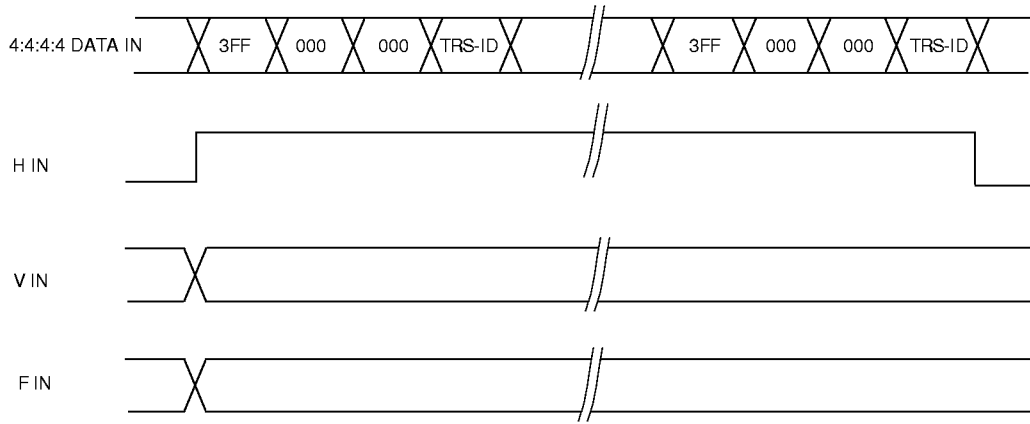 4:4:4:4 DATA IN 3FF 000 000 TRS-ID 3FF 000 000 TRS-ID
H IN
V IN
F IN